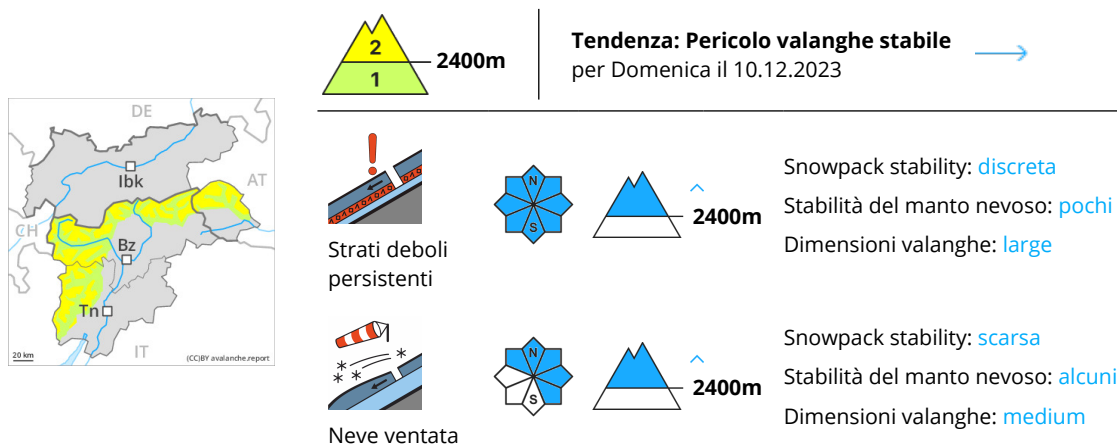 2
1
2400m
Tendenza: Pericolo valanghe stabile
per Domenica il 10.12.2023
DE
Ibk
AT
CH
Bz
Tn
IT
20 km
(CC)BY avalanche.report
N
S
2400m
Strati deboli
persistenti
Snowpack stability: discreta
Stabilità del manto nevoso: pochi
Dimensioni valanghe: large
N
S
2400m
Neve ventata
Snowpack stability: scarsa
Stabilità del manto nevoso: alcuni
Dimensioni valanghe: medium